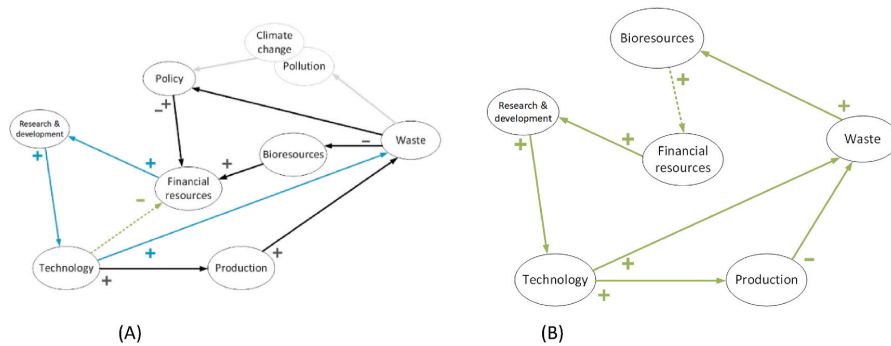 Climate
change
Pollution
Policy
−+
Research &
development
+
+
Financial
resources
+
Bioresources
−
Waste
−
Technology
+
+
Production
+
(A)
Bioresources
+
Research &
development
+
+
Financial
resources
+
Waste
Technology
+
+
Production
−
(B)